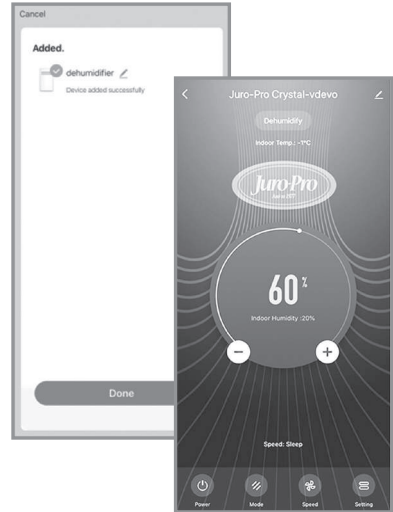 Cancel
Added.
dehumidifier
Device added successfully
Done
Juro-Pro Crystal-vdevo
Dehumidify
Indoor Temp.: -1°C
Juro-Pro
60%
Indoor Humidity :20%
Speed: Sleep
Power Mode Speed Setting